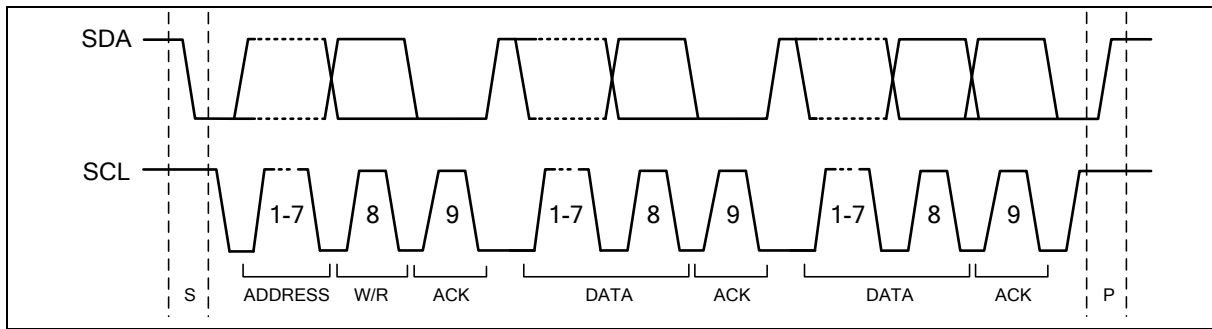 SDA
SCL
1-7 8 9 1-7 8 9 1-7 8 9
S ADDRESS W/R ACK DATA ACK DATA ACK P